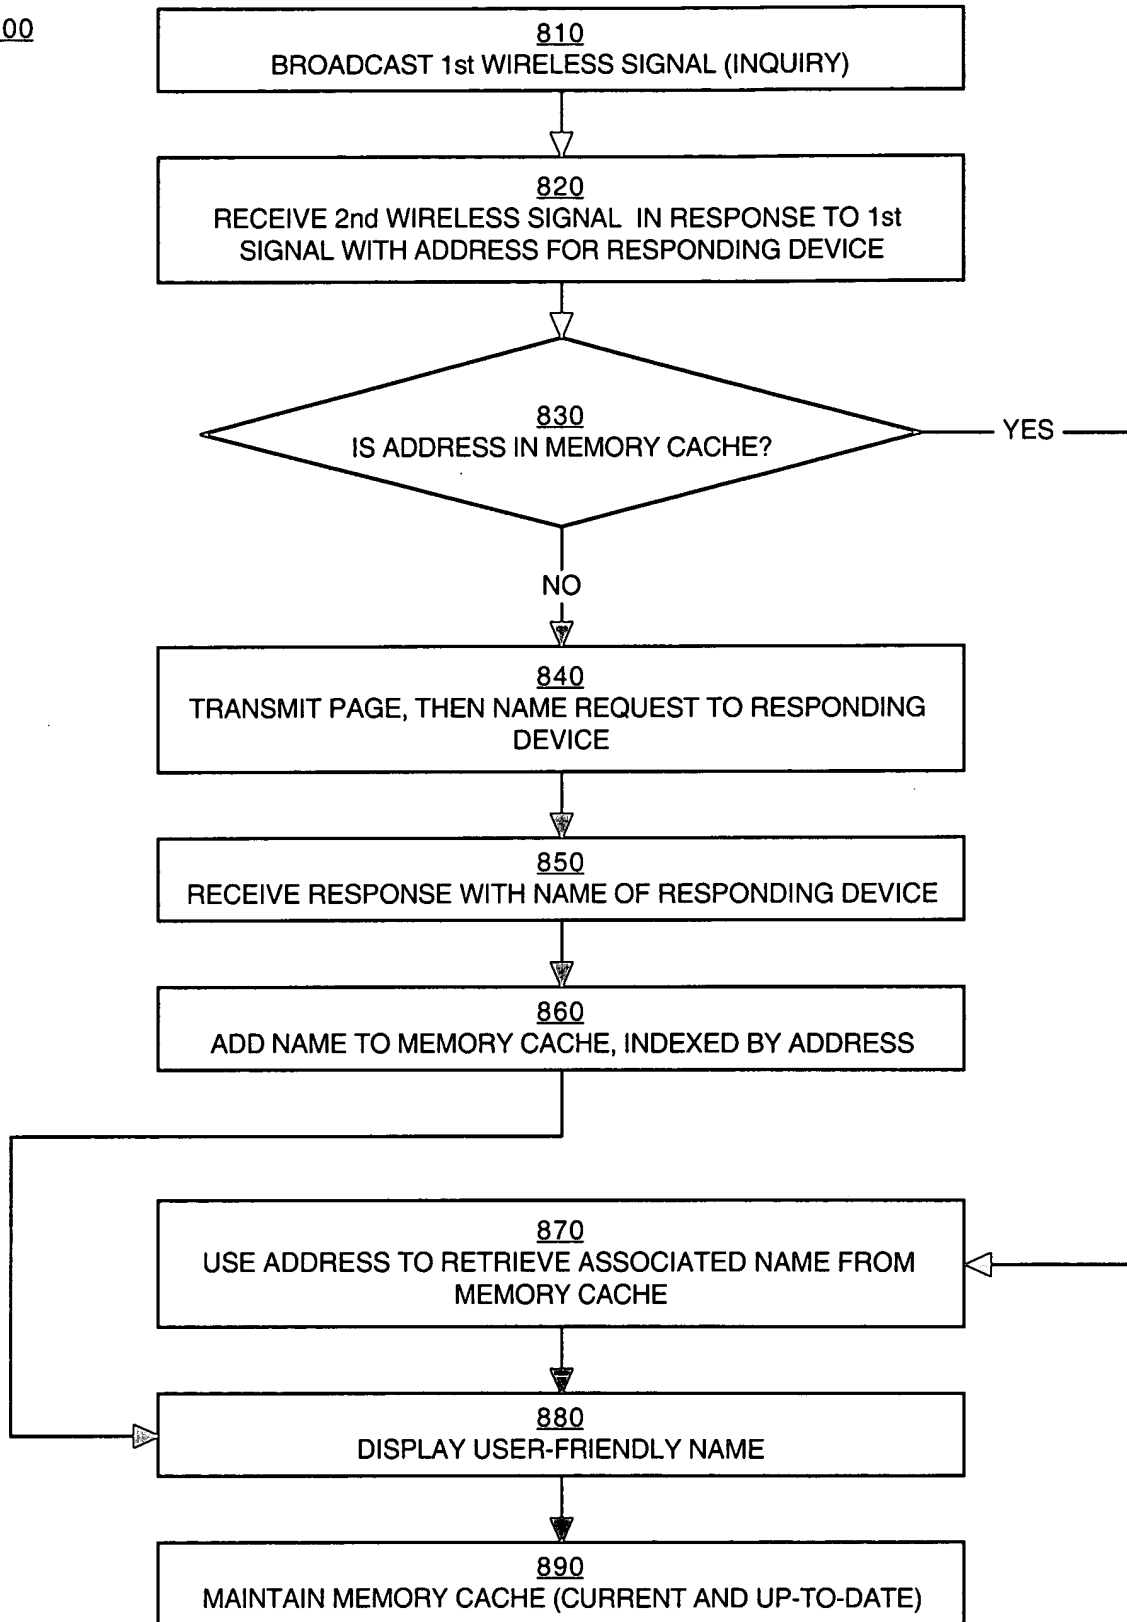 00
810
BROADCAST 1st WIRELESS SIGNAL (INQUIRY)
820
RECEIVE 2nd WIRELESS SIGNAL IN RESPONSE TO 1st
SIGNAL WITH ADDRESS FOR RESPONDING DEVICE
830
IS ADDRESS IN MEMORY CACHE?
YES
NO
840
TRANSMIT PAGE, THEN NAME REQUEST TO RESPONDING
DEVICE
850
RECEIVE RESPONSE WITH NAME OF RESPONDING DEVICE
860
ADD NAME TO MEMORY CACHE, INDEXED BY ADDRESS
870
USE ADDRESS TO RETRIEVE ASSOCIATED NAME FROM
MEMORY CACHE
880
DISPLAY USER-FRIENDLY NAME
890
MAINTAIN MEMORY CACHE (CURRENT AND UP-TO-DATE)